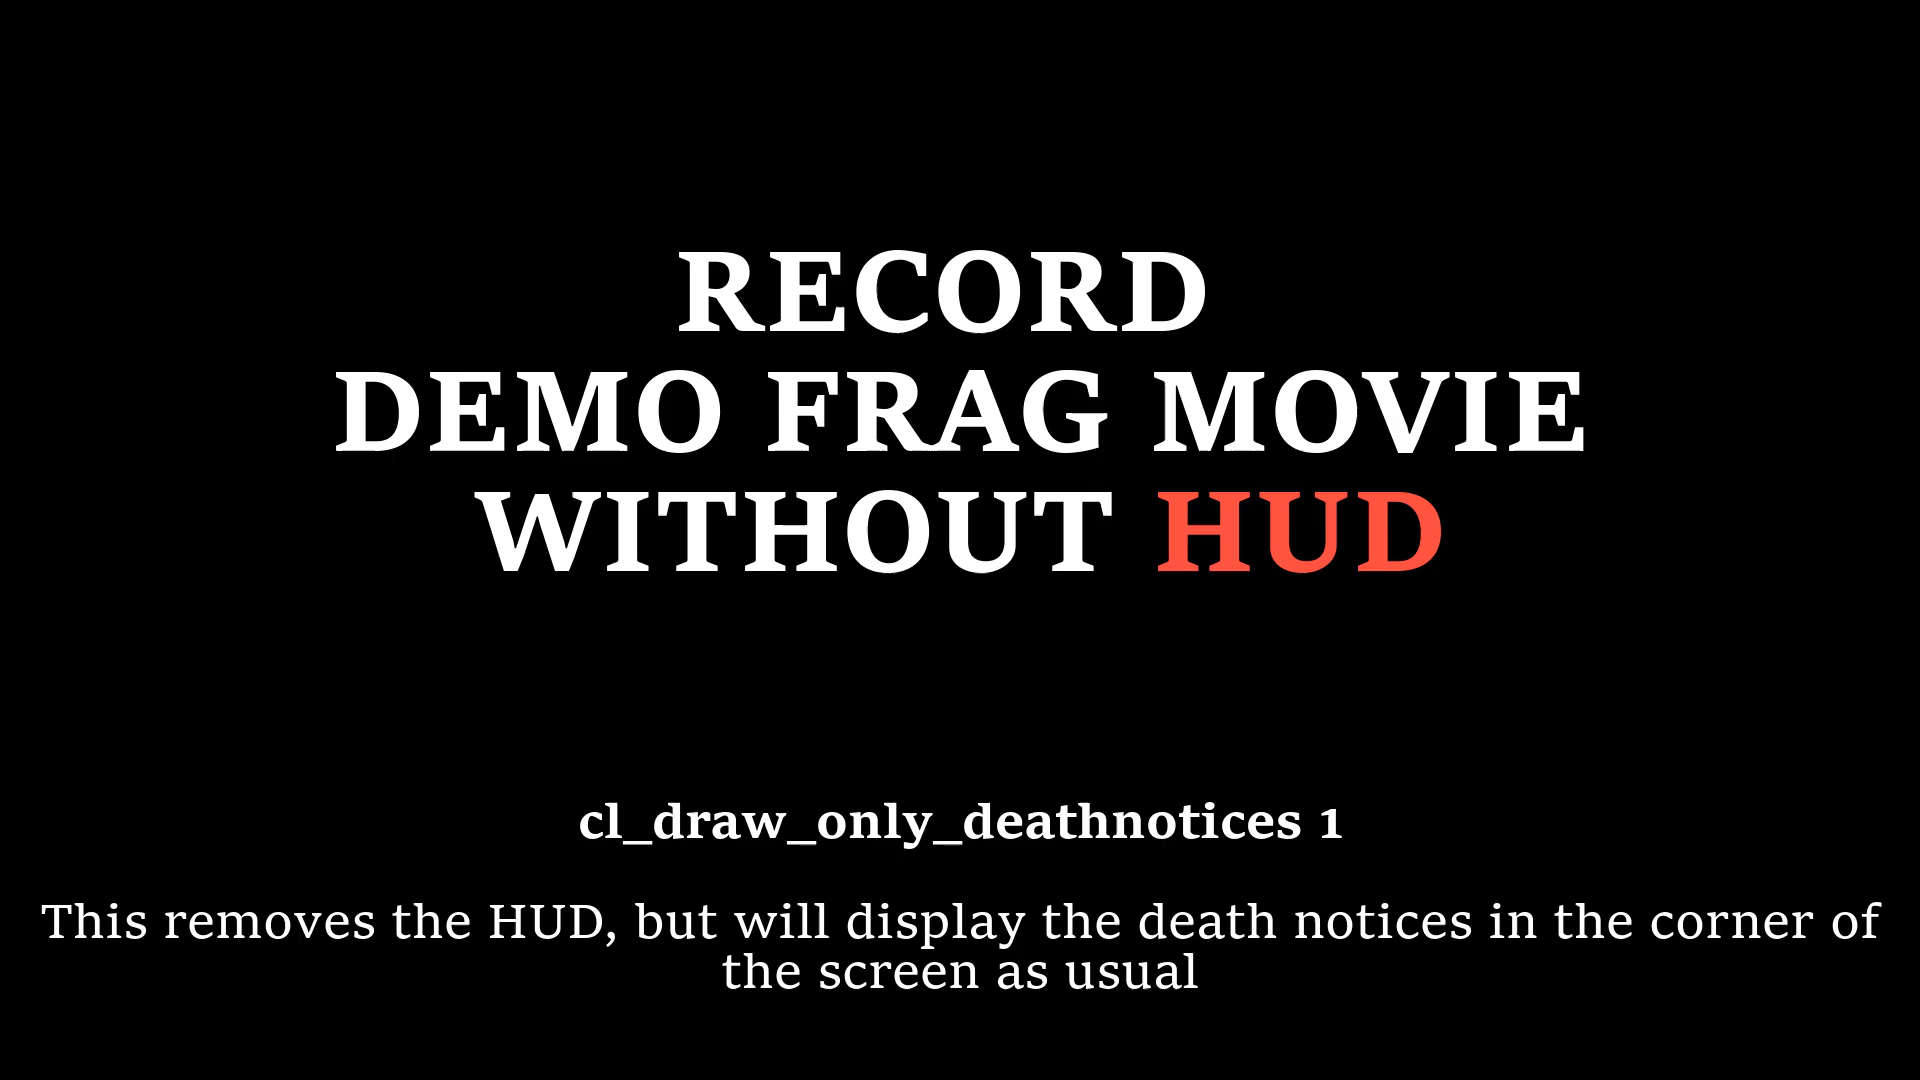 RECORD
DEMO FRAG MOVIE
WITHOUT HUD
cl_draw_only_deathnotices 1
This removes the HUD, but will display the death notices in the corner of
the screen as usual